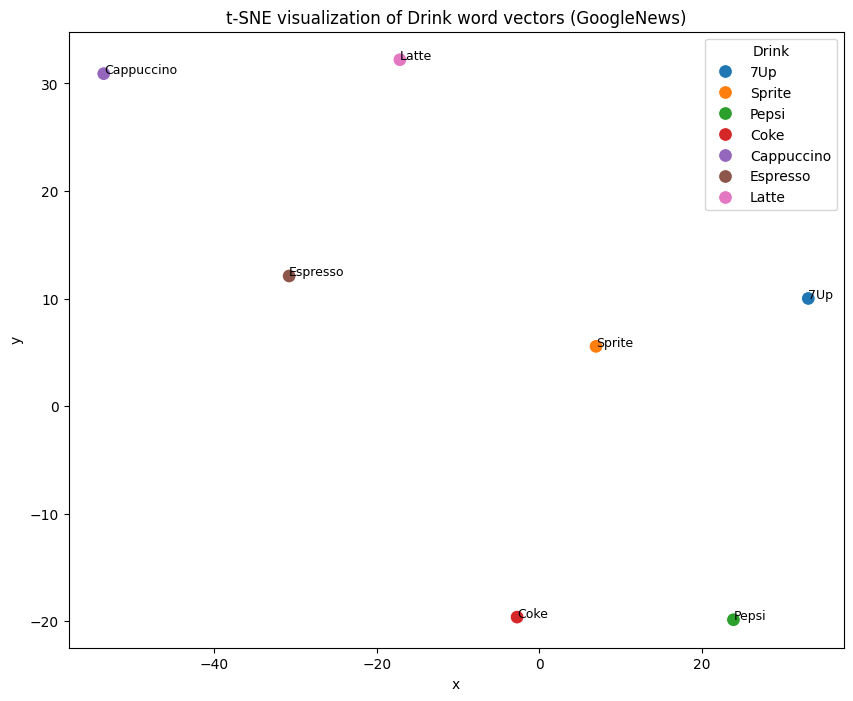 t-SNE visualization of Drink word vectors (GoogleNews)
Cappuccino
Latte
Espresso
7Up
Sprite
Coke
Pepsi
Drink
7Up
Sprite
Pepsi
Coke
Cappuccino
Espresso
Latte
30
20
10
0
−10
−20
y
−40
−20
0
20
x